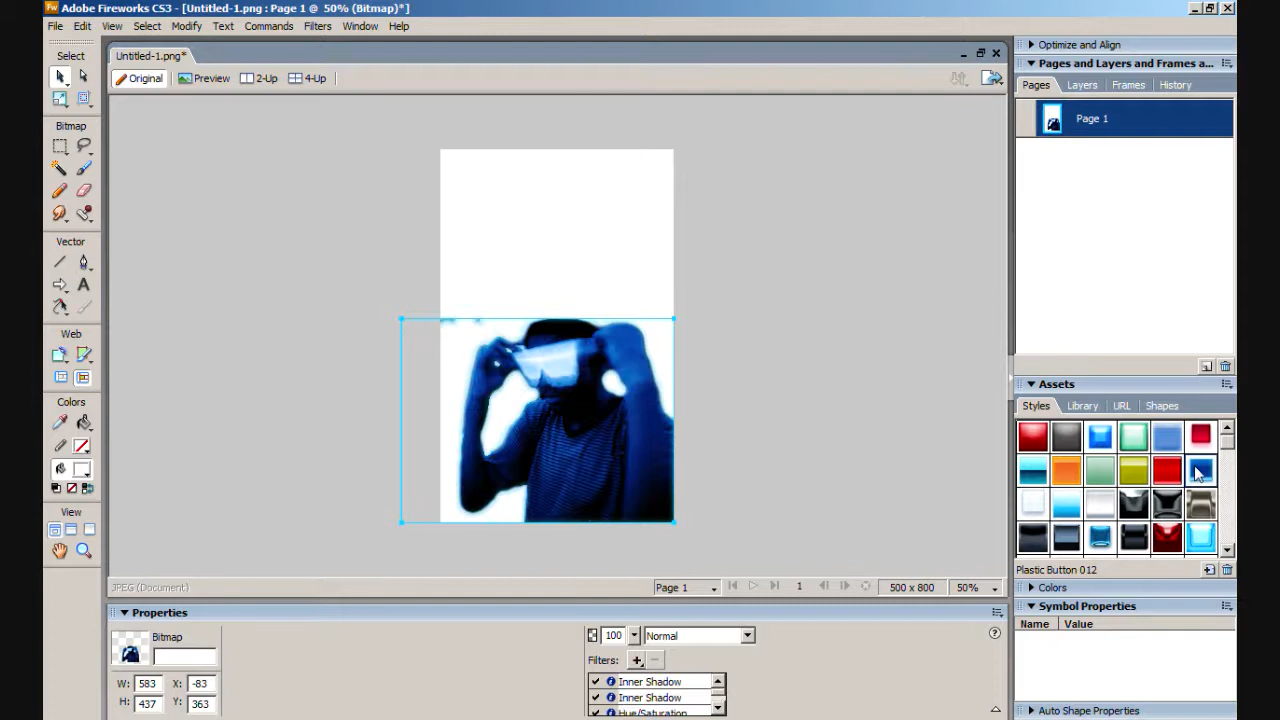 Adobe Fireworks CS3 - [Untitled-1.png : Page 1 @ 50% (Bitmap)*]
File Edit View Select Modify Text Commands Filters Window Help
Select
Untitled-1.png*
Original Preview 2-Up 4-Up
Bitmap
Vector
Web
Colors
View
Optimize and Align
Pages and Layers and Frames a...
Pages Layers Frames History
Page 1
Assets
Styles Library URL Shapes
Plastic Button 012
Colors
Symbol Properties
Name Value
Auto Shape Properties
JPEG (Document)
Page 1 1 500 x 800 50%
Properties
Bitmap
100 Normal
Filters:
Inner Shadow
Inner Shadow
Hue/Saturation
W: 583 X: -83
H: 437 Y: 363